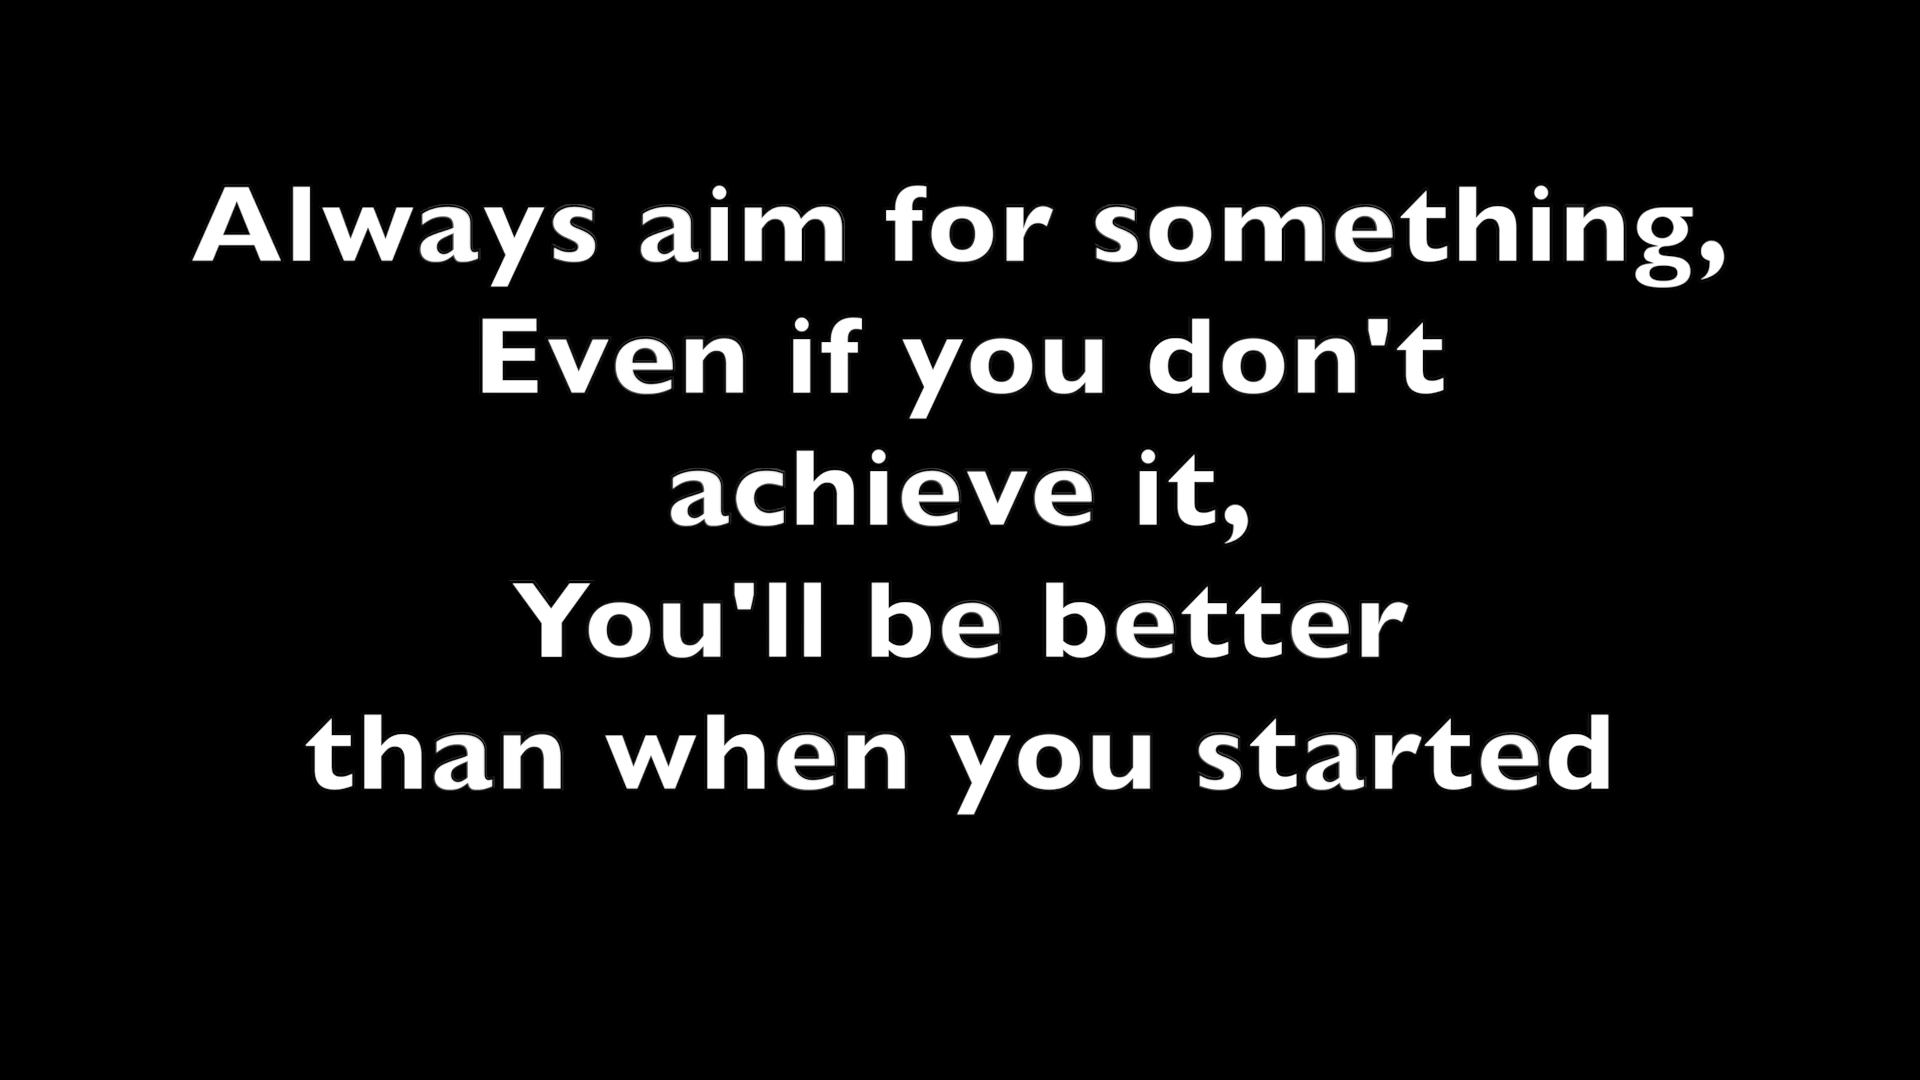 Always aim for something,
Even if you don't
achieve it,
You'll be better
than when you started